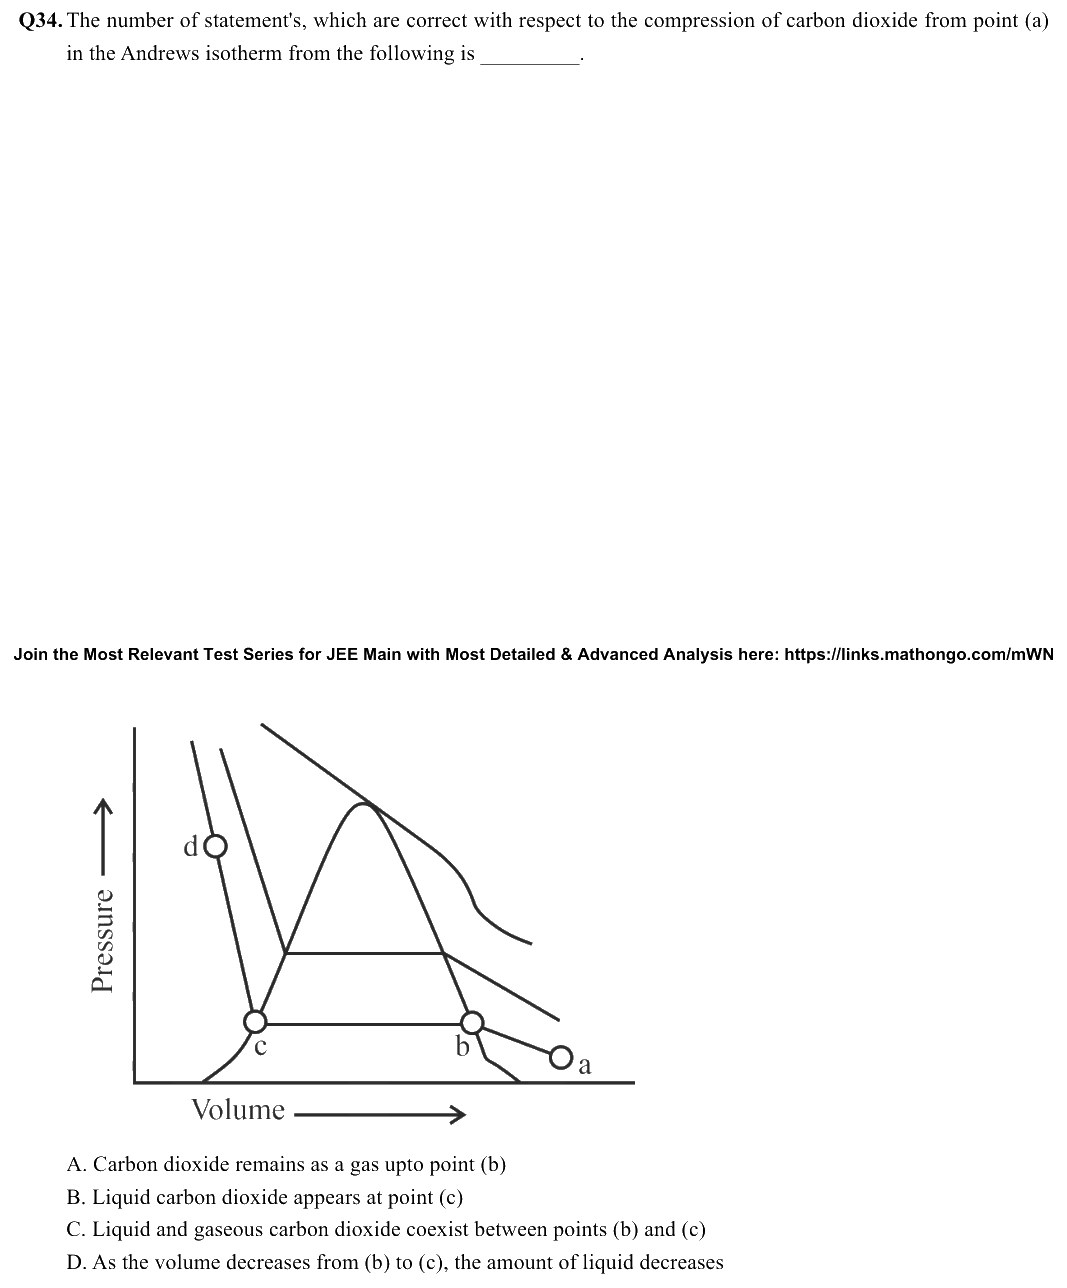 Q34. The number of statement's, which are correct with respect to the compression of carbon dioxide from point (a)
in the Andrews isotherm from the following is _________.
Join the Most Relevant Test Series for JEE Main with Most Detailed & Advanced Analysis here: https://links.mathongo.com/mWN
d
Pressure
c
b
a
Volume
A. Carbon dioxide remains as a gas upto point (b)
B. Liquid carbon dioxide appears at point (c)
C. Liquid and gaseous carbon dioxide coexist between points (b) and (c)
D. As the volume decreases from (b) to (c), the amount of liquid decreases